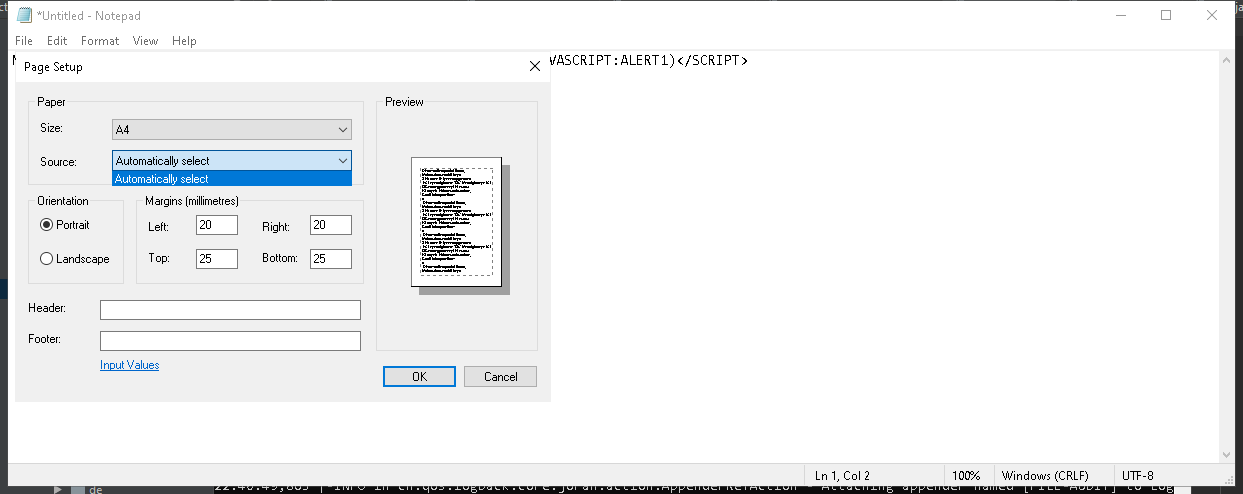 *Untitled - Notepad
File Edit Format View Help
VASCRIPT:ALERT1)</SCRIPT>
Page Setup
Paper
Size: A4
Source: Automatically select
Automatically select
Preview
Orientation
Portrait
Landscape
Margins (millimetres)
Left: 20 Right: 20
Top: 25 Bottom: 25
Header:
Footer:
Input Values
OK Cancel
Ln 1, Col 2 100% Windows (CRLF) UTF-8
de